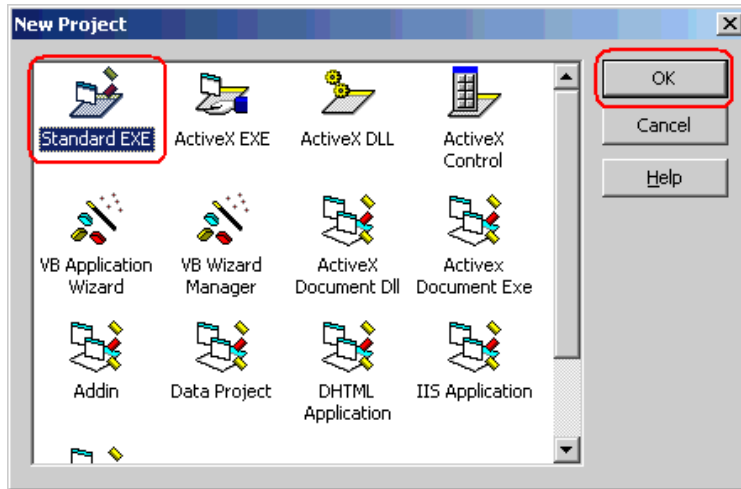 New Project
Standard EXE
ActiveX EXE
ActiveX DLL
ActiveX
Control
VB Application
Wizard
VB Wizard
Manager
ActiveX
Document Dll
Activex
Document Exe
Addin
Data Project
DHTML
Application
IIS Application
OK
Cancel
Help